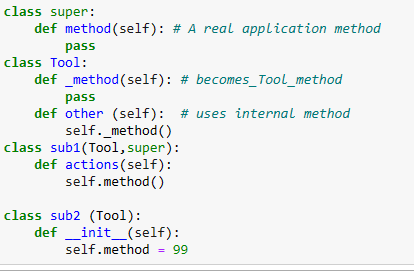 class super:
    def method(self): # A real application method
        pass
class Tool:
    def _method(self): # becomes_Tool_method
        pass
    def other (self):  # uses internal method
        self._method()
class sub1(Tool,super):
    def actions(self):
        self.method()

class sub2 (Tool):
    def __init__(self):
        self.method = 99